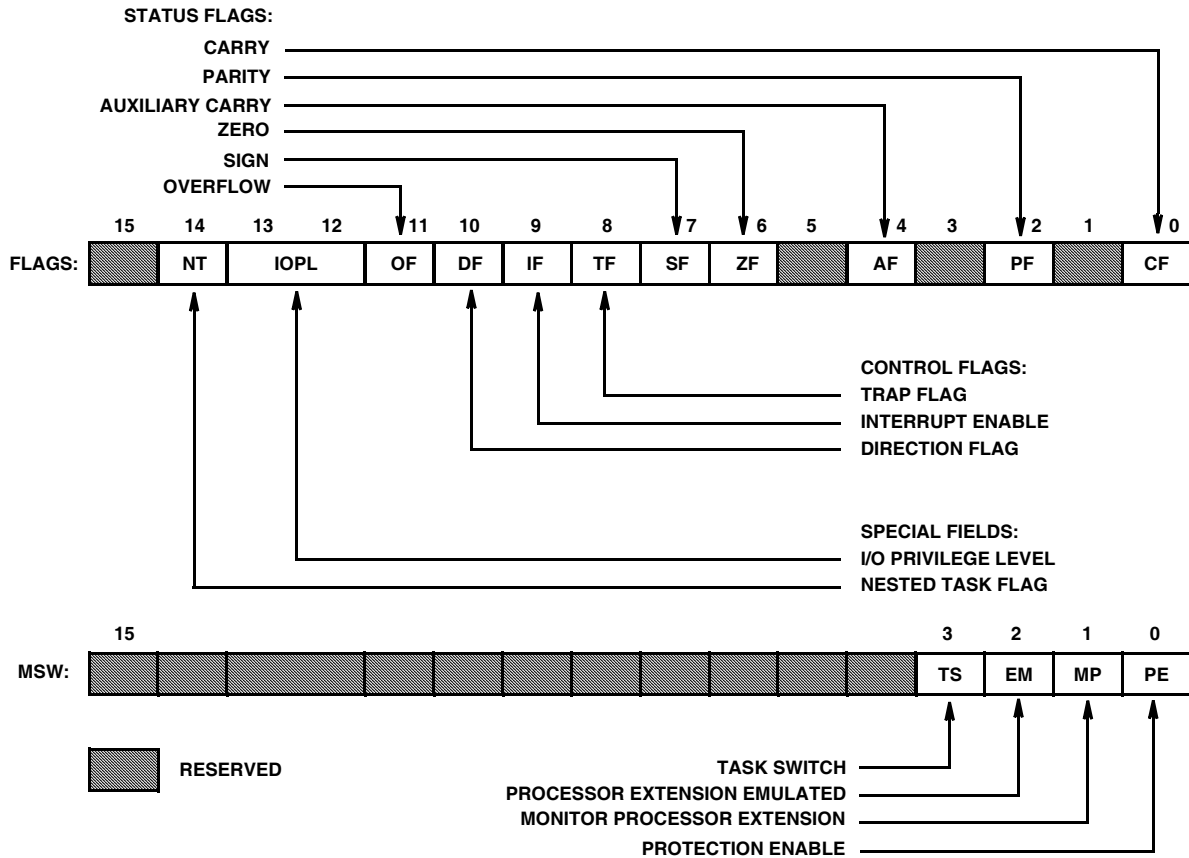 STATUS FLAGS:
CARRY
PARITY
AUXILIARY CARRY
ZERO
SIGN
OVERFLOW
15 14 13 12 11 10 9 8 7 6 5 4 3 2 1 0
FLAGS: NT IOPL OF DF IF TF SF ZF AF PF CF
CONTROL FLAGS:
TRAP FLAG
INTERRUPT ENABLE
DIRECTION FLAG
SPECIAL FIELDS:
I/O PRIVILEGE LEVEL
NESTED TASK FLAG
15 3 2 1 0
MSW: TS EM MP PE
RESERVED
TASK SWITCH
PROCESSOR EXTENSION EMULATED
MONITOR PROCESSOR EXTENSION
PROTECTION ENABLE